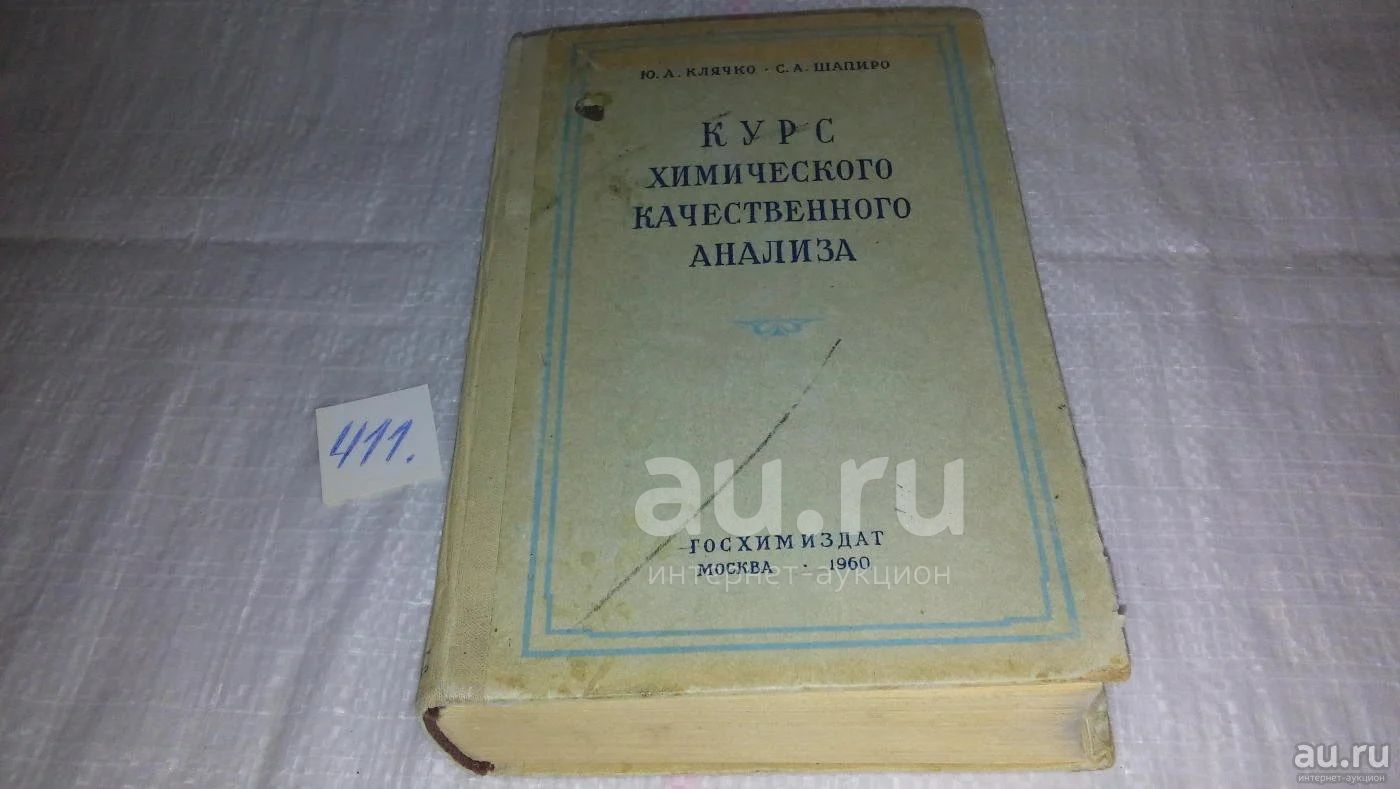 Ю. А. КЛЯЧКО · С. А. ШАПИРО
КУРС
ХИМИЧЕСКОГО
КАЧЕСТВЕННОГО
АНАЛИЗА
411.
au.ru
ГОСХИМИЗДАТ
МОСКВА · 1960
интернет-аукцион
au.ru
интернет-аукцион